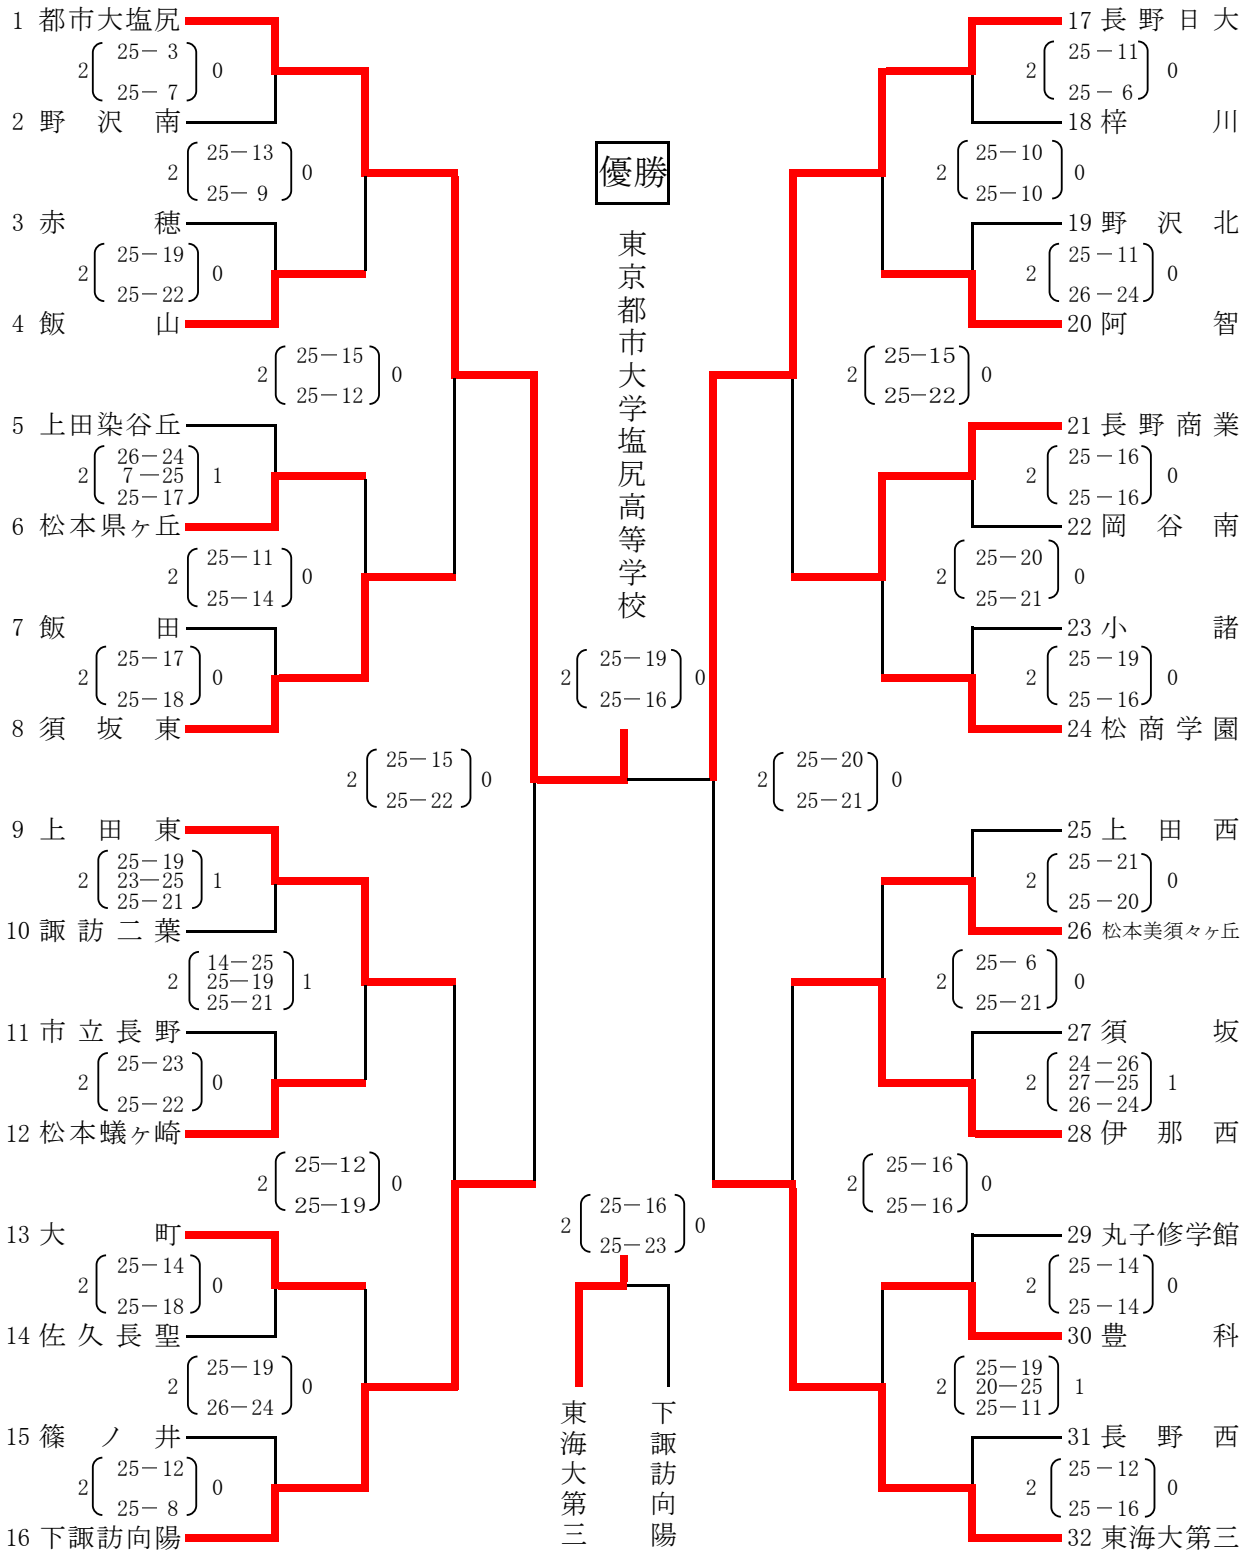 1 都市大塩尻
25－3
2 0
25－7
2 野沢南
25－13
2 0
25－9
3 赤穂
25－19
2 0
25－22
4 飯山
25－15
2 0
25－12
5 上田染谷丘
26－24
2 7－25 1
25－17
6 松本県ヶ丘
25－11
2 0
25－14
7 飯田
25－17
2 0
25－18
8 須坂東
25－15
2 0
25－22
9 上田東
25－19
2 23－25 1
25－21
10 諏訪二葉
14－25
2 25－19 1
25－21
11 市立長野
25－23
2 0
25－22
12 松本蟻ヶ崎
25－12
2 0
25－19
13 大町
25－14
2 0
25－18
14 佐久長聖
25－19
2 0
26－24
15 篠ノ井
25－12
2 0
25－8
16 下諏訪向陽
優勝
東京都市大学塩尻高等学校
25－19
2 0
25－16
25－16
2 0
25－23
東海大第三
下諏訪向陽
17 長野日大
25－11
2 0
25－6
18 梓川
25－10
2 0
25－10
19 野沢北
25－11
2 0
26－24
20 阿智
25－15
2 0
25－22
21 長野商業
25－16
2 0
25－16
22 岡谷南
25－20
2 0
25－21
23 小諸
25－19
2 0
25－16
24 松商学園
25－20
2 0
25－21
25 上田西
25－21
2 0
25－20
26 松本美須々ヶ丘
25－6
2 0
25－21
27 須坂
24－26
2 27－25 1
26－24
28 伊那西
25－16
2 0
25－16
29 丸子修学館
25－14
2 0
25－14
30 豊科
25－19
2 20－25 1
25－11
31 長野西
25－12
2 0
25－16
32 東海大第三